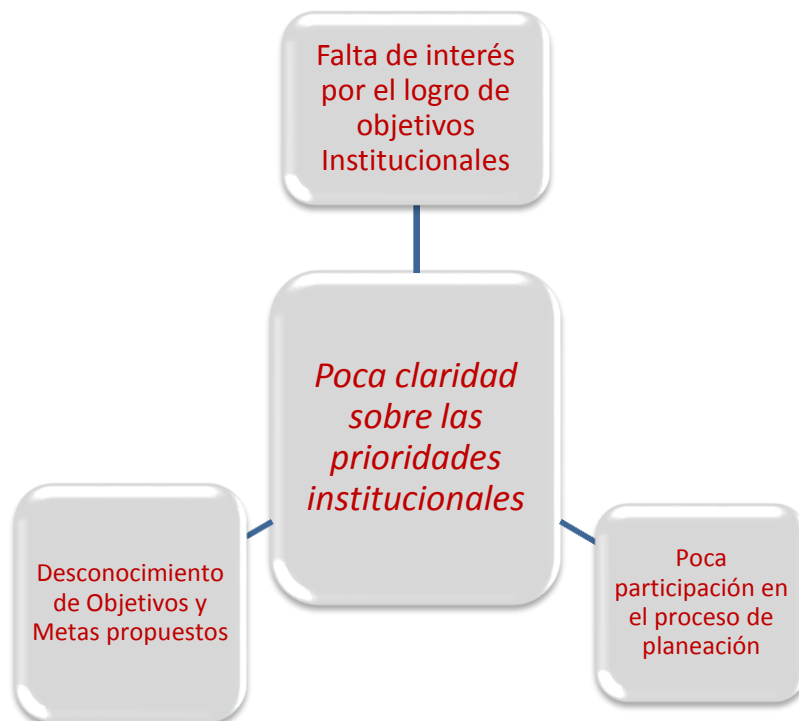 Falta de interés
por el logro de
objetivos
Institucionales
Poca claridad
sobre las
prioridades
institucionales
Desconocimiento
de Objetivos y
Metas propuestos
Poca
participación en
el proceso de
planeación